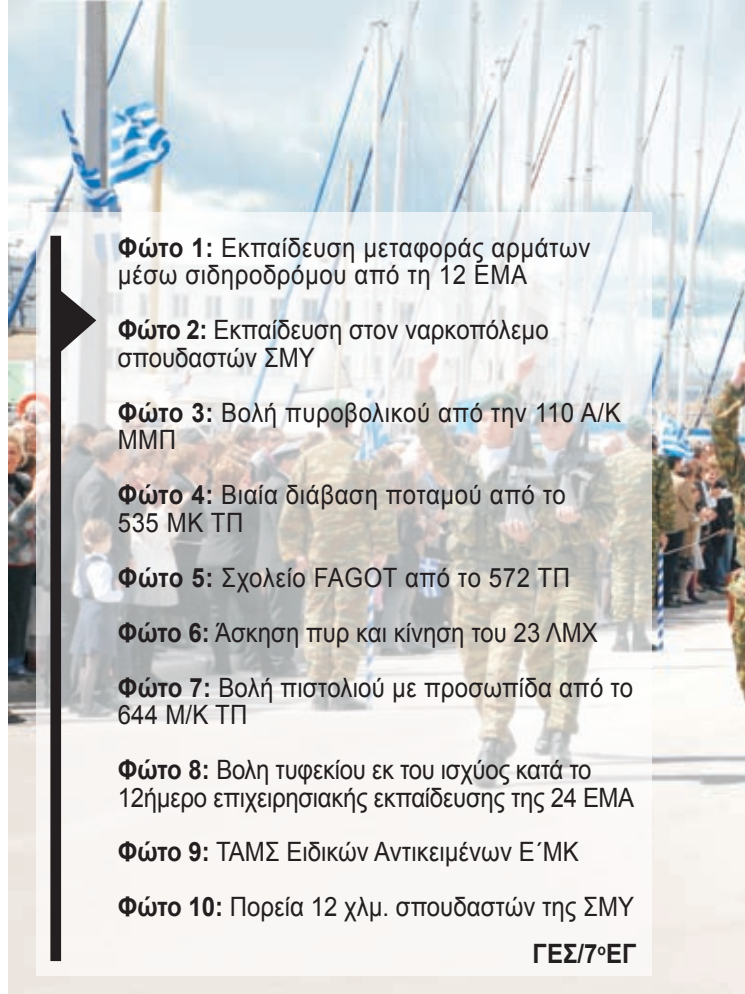 Φώτο 1: Εκπαίδευση μεταφοράς αρμάτων
μέσω σιδηροδρόμου από τη 12 ΕΜΑ
Φώτο 2: Εκπαίδευση στον ναρκοπόλεμο
σπουδαστών ΣΜΥ
Φώτο 3: Βολή πυροβολικού από την 110 Α/Κ
ΜΜΠ
Φώτο 4: Βιαία διάβαση ποταμού από το
535 ΜΚ ΤΠ
Φώτο 5: Σχολείο FAGOT από το 572 ΤΠ
Φώτο 6: Άσκηση πυρ και κίνηση του 23 ΛΜΧ
Φώτο 7: Βολή πιστολιού με προσωπίδα από το
644 Μ/Κ ΤΠ
Φώτο 8: Βολη τυφεκίου εκ του ισχύος κατά το
12ήμερο επιχειρησιακής εκπαίδευσης της 24 ΕΜΑ
Φώτο 9: ΤΑΜΣ Ειδικών Αντικειμένων Ε΄ΜΚ
Φώτο 10: Πορεία 12 χλμ. σπουδαστών της ΣΜΥ
ΓΕΣ/7οΕΓ